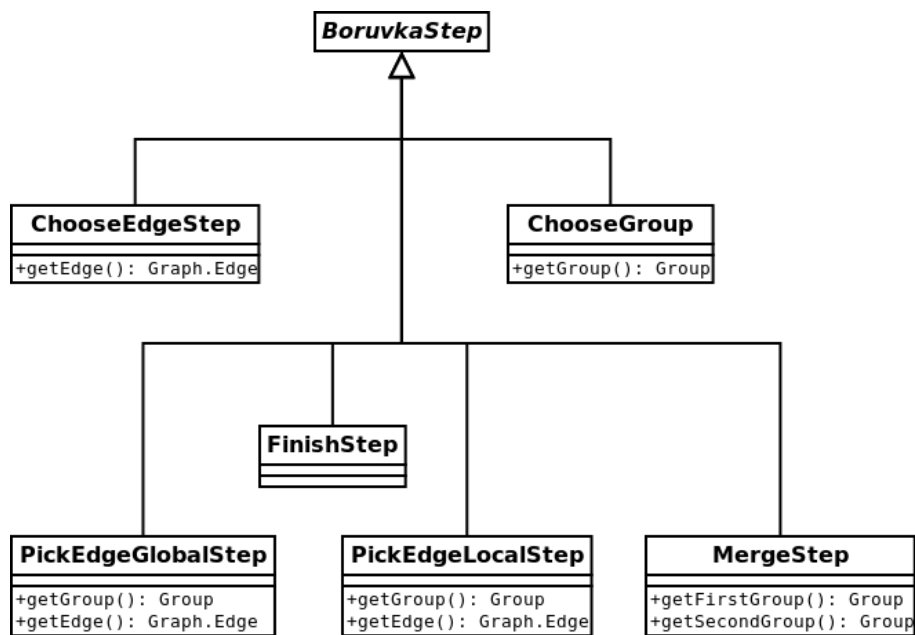 BoruvkaStep
ChooseEdgeStep
+getEdge(): Graph.Edge
ChooseGroup
+getGroup(): Group
FinishStep
PickEdgeGlobalStep
+getGroup(): Group
+getEdge(): Graph.Edge
PickEdgeLocalStep
+getGroup(): Group
+getEdge(): Graph.Edge
MergeStep
+getFirstGroup(): Group
+getSecondGroup(): Group